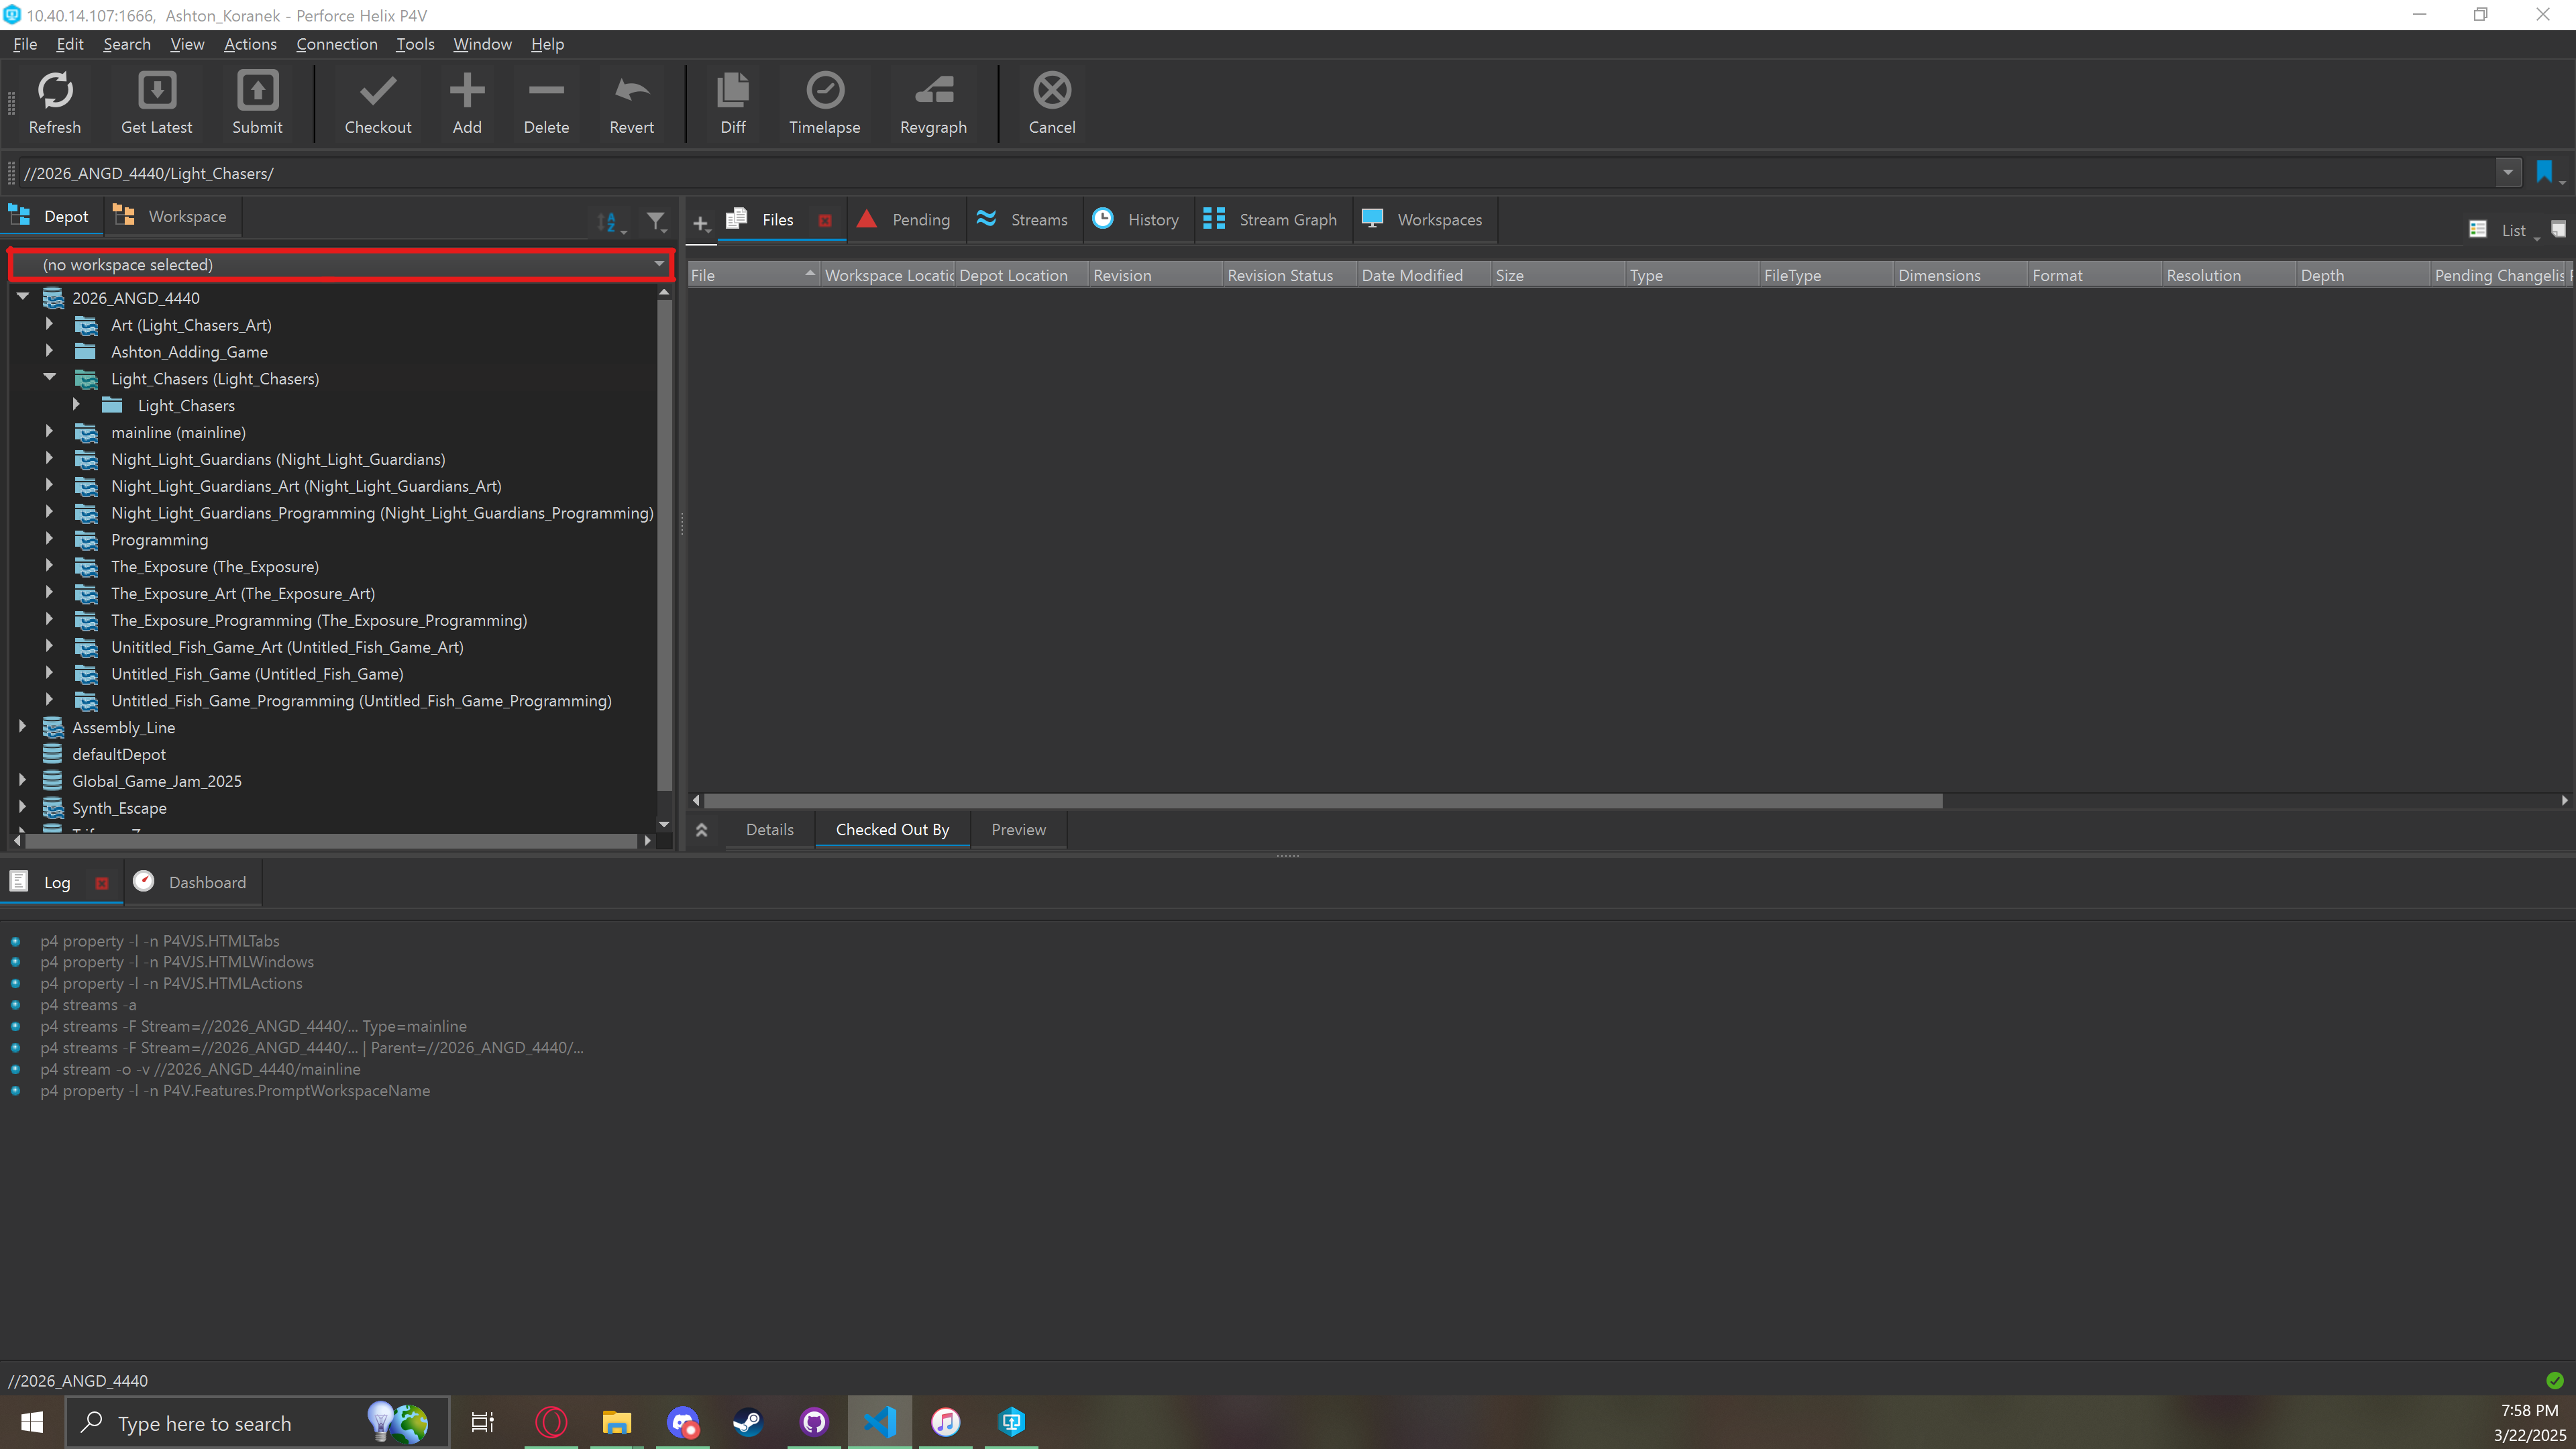 10.40.14.107:1666,  Ashton_Koranek - Perforce Helix P4V
File Edit Search View Actions Connection Tools Window Help
Refresh Get Latest Submit Checkout Add Delete Revert Diff Timelapse Revgraph Cancel
//2026_ANGD_4440/Light_Chasers/
Depot Workspace
Files Pending Streams History Stream Graph Workspaces List
(no workspace selected)
File Workspace Locatic Depot Location Revision Revision Status Date Modified Size Type FileType Dimensions Format Resolution Depth Pending Changelis
2026_ANGD_4440
Art (Light_Chasers_Art)
Ashton_Adding_Game
Light_Chasers (Light_Chasers)
Light_Chasers
mainline (mainline)
Night_Light_Guardians (Night_Light_Guardians)
Night_Light_Guardians_Art (Night_Light_Guardians_Art)
Night_Light_Guardians_Programming (Night_Light_Guardians_Programming)
Programming
The_Exposure (The_Exposure)
The_Exposure_Art (The_Exposure_Art)
The_Exposure_Programming (The_Exposure_Programming)
Unititled_Fish_Game_Art (Untitled_Fish_Game_Art)
Untitled_Fish_Game (Untitled_Fish_Game)
Untitled_Fish_Game_Programming (Untitled_Fish_Game_Programming)
Assembly_Line
defaultDepot
Global_Game_Jam_2025
Synth_Escape
Details Checked Out By Preview
Log Dashboard
p4 property -l -n P4VJS.HTMLTabs
p4 property -l -n P4VJS.HTMLWindows
p4 property -l -n P4VJS.HTMLActions
p4 streams -a
p4 streams -F Stream=//2026_ANGD_4440/... Type=mainline
p4 streams -F Stream=//2026_ANGD_4440/... | Parent=//2026_ANGD_4440/...
p4 stream -o -v //2026_ANGD_4440/mainline
p4 property -l -n P4V.Features.PromptWorkspaceName
//2026_ANGD_4440
Type here to search
7:58 PM
3/22/2025